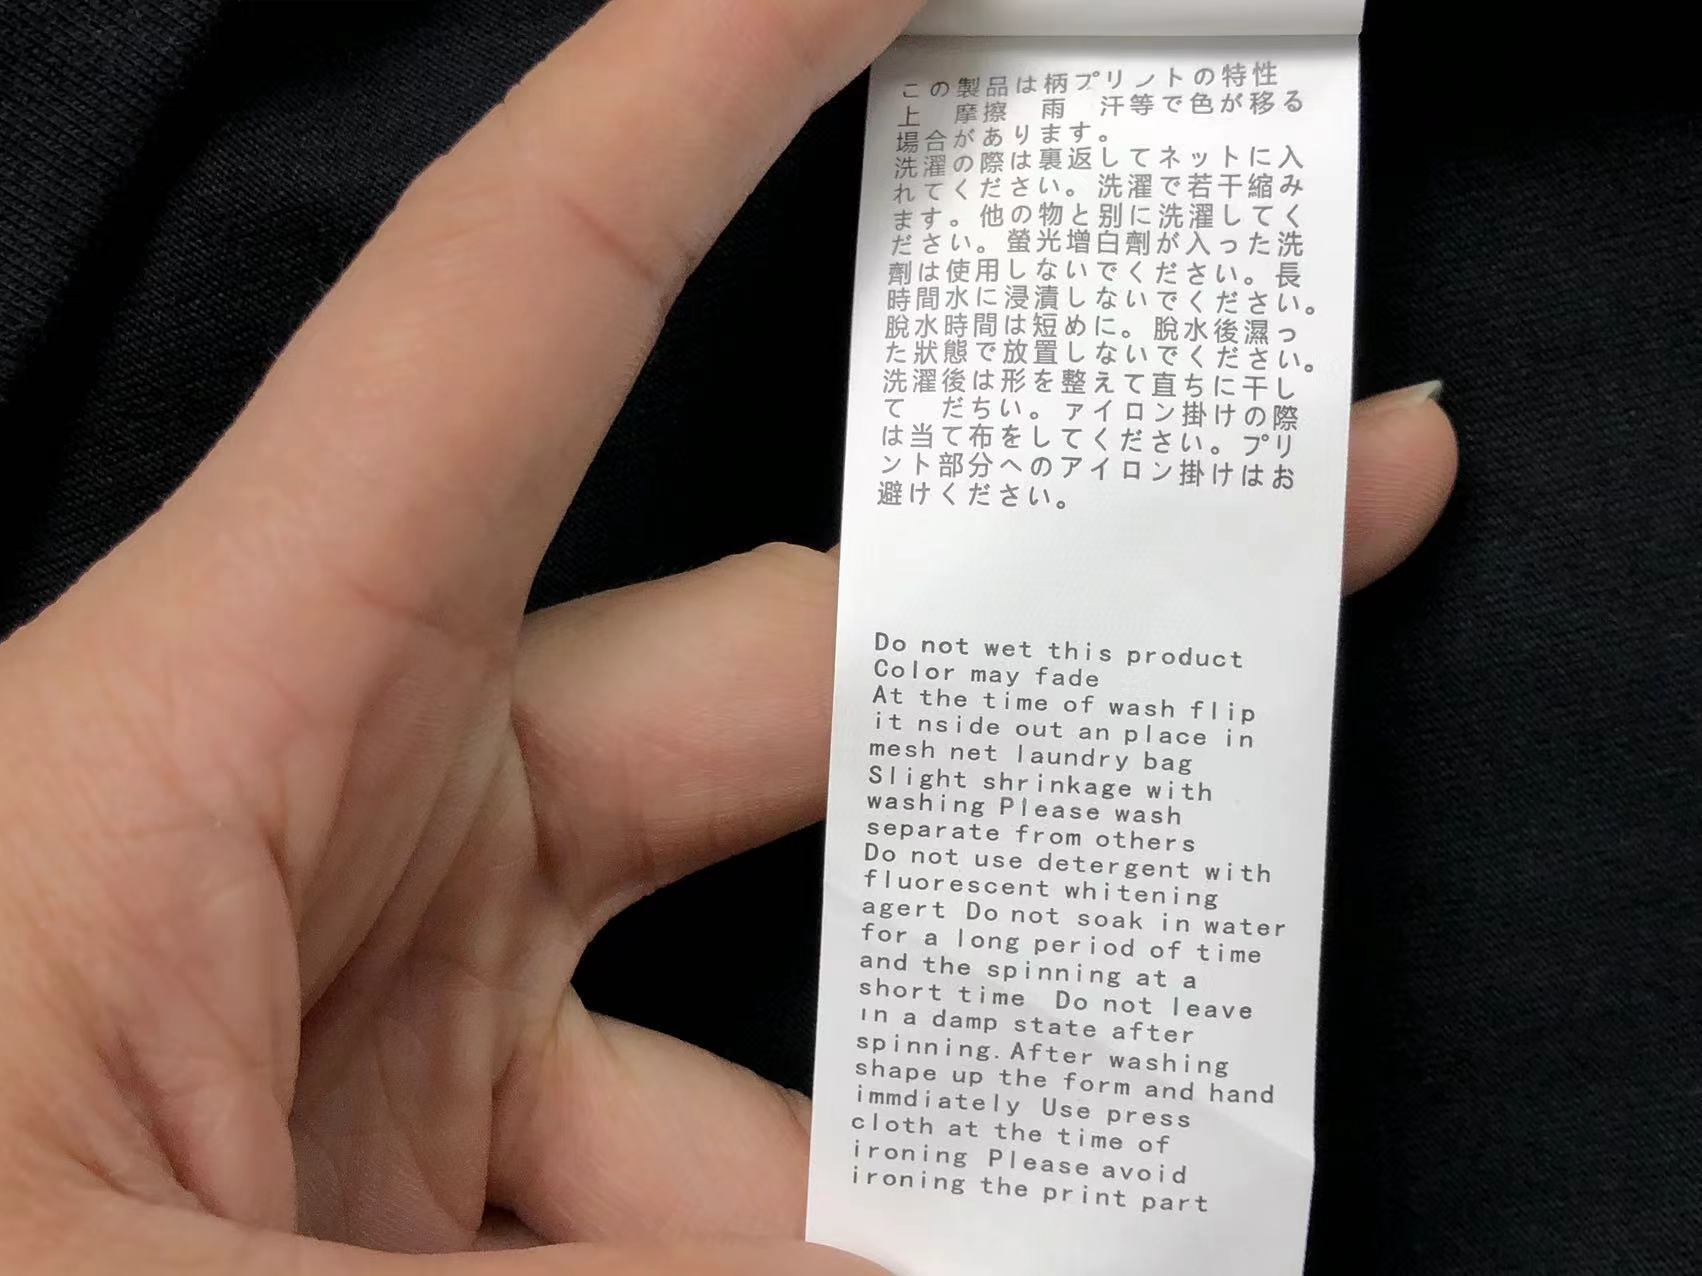 この製品は柄プリノトの特性
上　摩擦　雨　汗等で色が移る
場合があります。
洗濯の際は裏返してネットに入
れてください。洗濯で若干縮み
ます。他の物と別に洗濯してく
ださい。螢光增白劑が入った洗
劑は使用しないでください。長
時間水に浸漬しないでください。
脫水時間は短めに。脫水後濕っ
た狀態で放置しないでください。
洗濯後は形を整えて直ちに干し
て　だちい。ァイロン掛けの際
は当て布をしてください。プリ
ント部分へのアイロン掛けはお
避けください。
Do not wet this product
Color may fade
At the time of wash flip
it nside out an place in
mesh net laundry bag
Slight shrinkage with
washing Please wash
separate from others
Do not use detergent with
fluorescent whitening
agert Do not soak in water
for a long period of time
and the spinning at a
short time  Do not leave
in a damp state after
spinning. After washing
shape up the form and hand
immdiately Use press
cloth at the time of
ironing Please avoid
ironing the print part